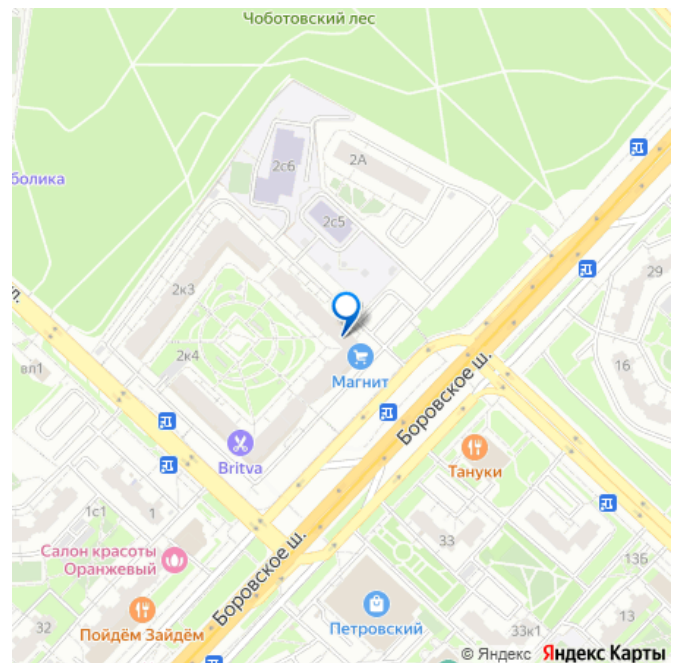 Чоботовский лес
2А
2с6
болика
2с5
29
2к3
л.
16
2к4
вл1
Магнит
Боровское ш.
Britva
Тануки
1с1
1
33
Салон красоты
Оранжевый
13Б
Боровское ш.
32
Пойдём Зайдём
Петровский
33к1
13
© Яндекс Яндекс Карты